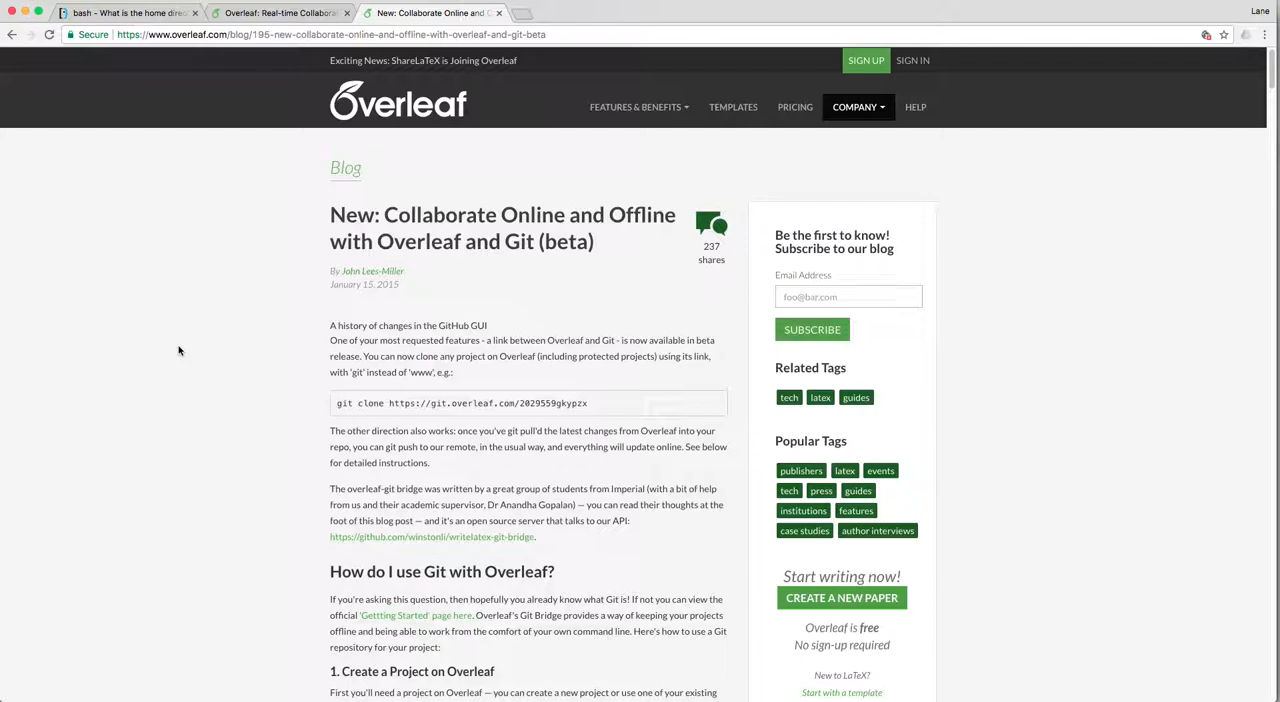 bash - What is the home direc
Overleaf: Real-time Collabora
New: Collaborate Online and O
Lane
Secure
https://www.overleaf.com/blog/195-new-collaborate-online-and-offline-with-overleaf-and-git-beta
Exciting News: ShareLaTeX is Joining Overleaf
SIGN UP
SIGN IN
Overleaf
FEATURES & BENEFITS
TEMPLATES
PRICING
COMPANY
HELP
Blog
New: Collaborate Online and Offline
with Overleaf and Git (beta)
237
shares
By John Lees-Miller
January 15, 2015
A history of changes in the GitHub GUI
One of your most requested features - a link between Overleaf and Git - is now available in beta
release. You can now clone any project on Overleaf (including protected projects) using its link,
with 'git' instead of 'www', e.g.:
git clone https://git.overleaf.com/2029559gkypzx
The other direction also works: once you've git pull'd the latest changes from Overleaf into your
repo, you can git push to our remote, in the usual way, and everything will update online. See below
for detailed instructions.
The overleaf-git bridge was written by a great group of students from Imperial (with a bit of help
from us and their academic supervisor, Dr Anandha Gopalan) — you can read their thoughts at the
foot of this blog post — and it's an open source server that talks to our API:
https://github.com/winstonli/writelatex-git-bridge.
How do I use Git with Overleaf?
If you're asking this question, then hopefully you already know what Git is! If not you can view the
official 'Gettting Started' page here. Overleaf's Git Bridge provides a way of keeping your projects
offline and being able to work from the comfort of your own command line. Here's how to use a Git
repository for your project:
1. Create a Project on Overleaf
First you'll need a project on Overleaf — you can create a new project or use one of your existing
Be the first to know!
Subscribe to our blog
Email Address
foo@bar.com
SUBSCRIBE
Related Tags
tech
latex
guides
Popular Tags
publishers
latex
events
tech
press
guides
institutions
features
case studies
author interviews
Start writing now!
CREATE A NEW PAPER
Overleaf is free
No sign-up required
New to LaTeX?
Start with a template